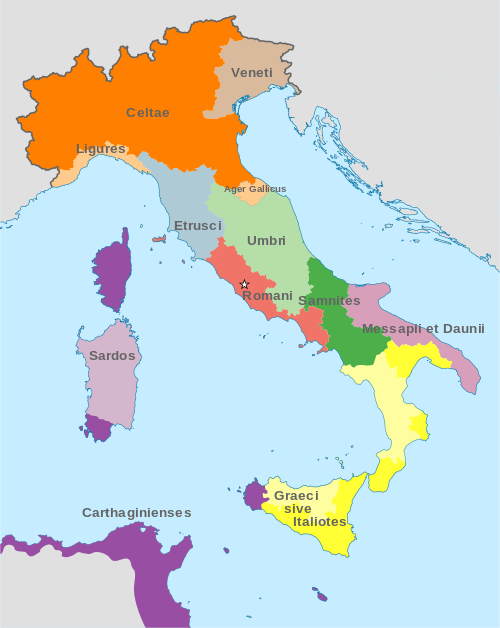 Veneti
Celtae
Ligures
Ager Gallicus
Etrusci
Umbri
Romani
Samnites
Messapii et Daunii
Sardos
Graeci
sive
Italiotes
Carthaginienses